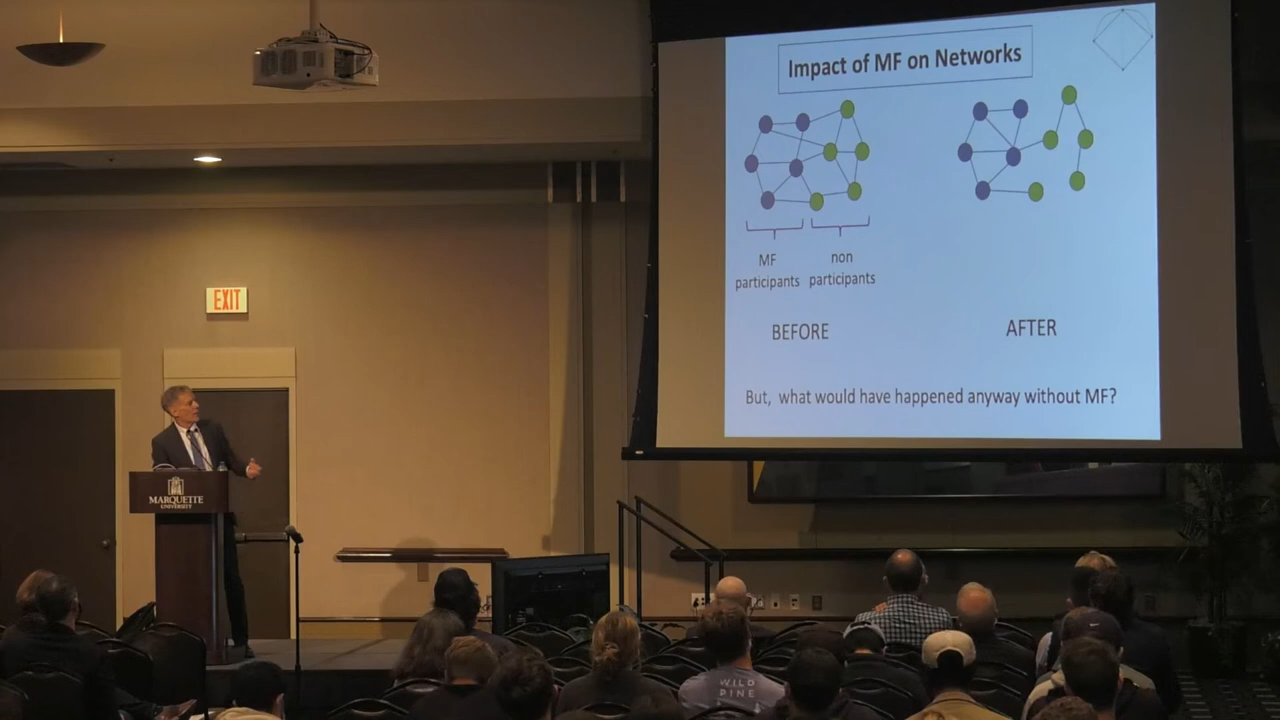 Impact of MF on Networks
MF
participants
non
participants
BEFORE
AFTER
But, what would have happened anyway without MF?
EXIT
MARQUETTE
UNIVERSITY
WILD
PINE